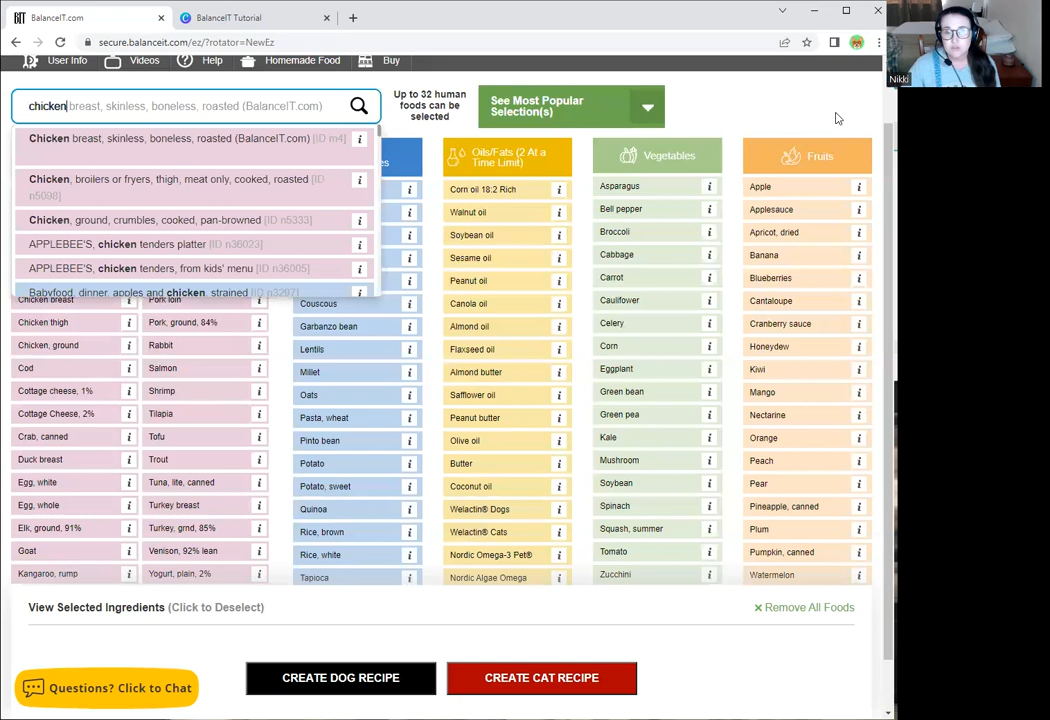 BIT BalanceIT.com
BalanceIT Tutorial
secure.balanceit.com/ez/?rotator=NewEz
User Info
Videos
Help
Homemade Food
Buy
chicken breast, skinless, boneless, roasted (BalanceIT.com)
Up to 32 human
foods can be
selected
See Most Popular
Selection(s)
Chicken breast, skinless, boneless, roasted (BalanceIT.com) [ID m4]
Chicken, broilers or fryers, thigh, meat only, cooked, roasted [ID
n5098]
Chicken, ground, crumbles, cooked, pan-browned [ID n5333]
APPLEBEE'S, chicken tenders platter [ID n36023]
APPLEBEE'S, chicken tenders, from kids' menu [ID n36005]
Babyfood, dinner, apples and chicken, strained [ID n3297]
Chicken breast
Chicken thigh
Chicken, ground
Cod
Cottage cheese, 1%
Cottage Cheese, 2%
Crab, canned
Duck breast
Egg, white
Egg, whole
Elk, ground, 91%
Goat
Kangaroo, rump
Pork loin
Pork, ground, 84%
Rabbit
Salmon
Shrimp
Tilapia
Tofu
Trout
Tuna, lite, canned
Turkey breast
Turkey, grnd, 85%
Venison, 92% lean
Yogurt, plain, 2%
es
Couscous
Garbanzo bean
Lentils
Millet
Oats
Pasta, wheat
Pinto bean
Potato
Potato, sweet
Quinoa
Rice, brown
Rice, white
Tapioca
Oils/Fats (2 At a
Time Limit)
Corn oil 18:2 Rich
Walnut oil
Soybean oil
Sesame oil
Peanut oil
Canola oil
Almond oil
Flaxseed oil
Almond butter
Safflower oil
Peanut butter
Olive oil
Butter
Coconut oil
Welactin® Dogs
Welactin® Cats
Nordic Omega-3 Pet®
Nordic Algae Omega
Vegetables
Asparagus
Bell pepper
Broccoli
Cabbage
Carrot
Cauliflower
Celery
Corn
Eggplant
Green bean
Green pea
Kale
Mushroom
Soybean
Spinach
Squash, summer
Tomato
Zucchini
Fruits
Apple
Applesauce
Apricot, dried
Banana
Blueberries
Cantaloupe
Cranberry sauce
Honeydew
Kiwi
Mango
Nectarine
Orange
Peach
Pear
Pineapple, canned
Plum
Pumpkin, canned
Watermelon
View Selected Ingredients (Click to Deselect)
× Remove All Foods
CREATE DOG RECIPE
CREATE CAT RECIPE
Questions? Click to Chat
Nikki